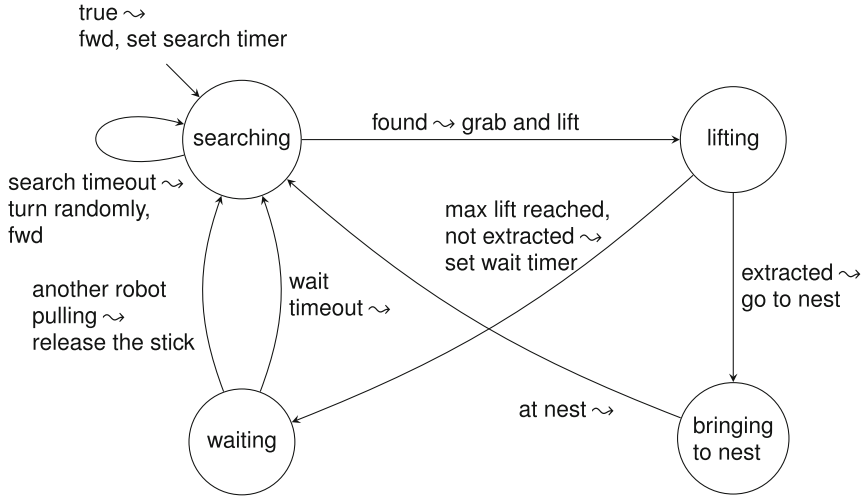 true ⤳
fwd, set search timer
searching
found ⤳ grab and lift
lifting
search timeout ⤳
turn randomly,
fwd
max lift reached,
not extracted ⤳
set wait timer
another robot
pulling ⤳
release the stick
wait
timeout ⤳
extracted ⤳
go to nest
at nest ⤳
waiting
bringing
to nest